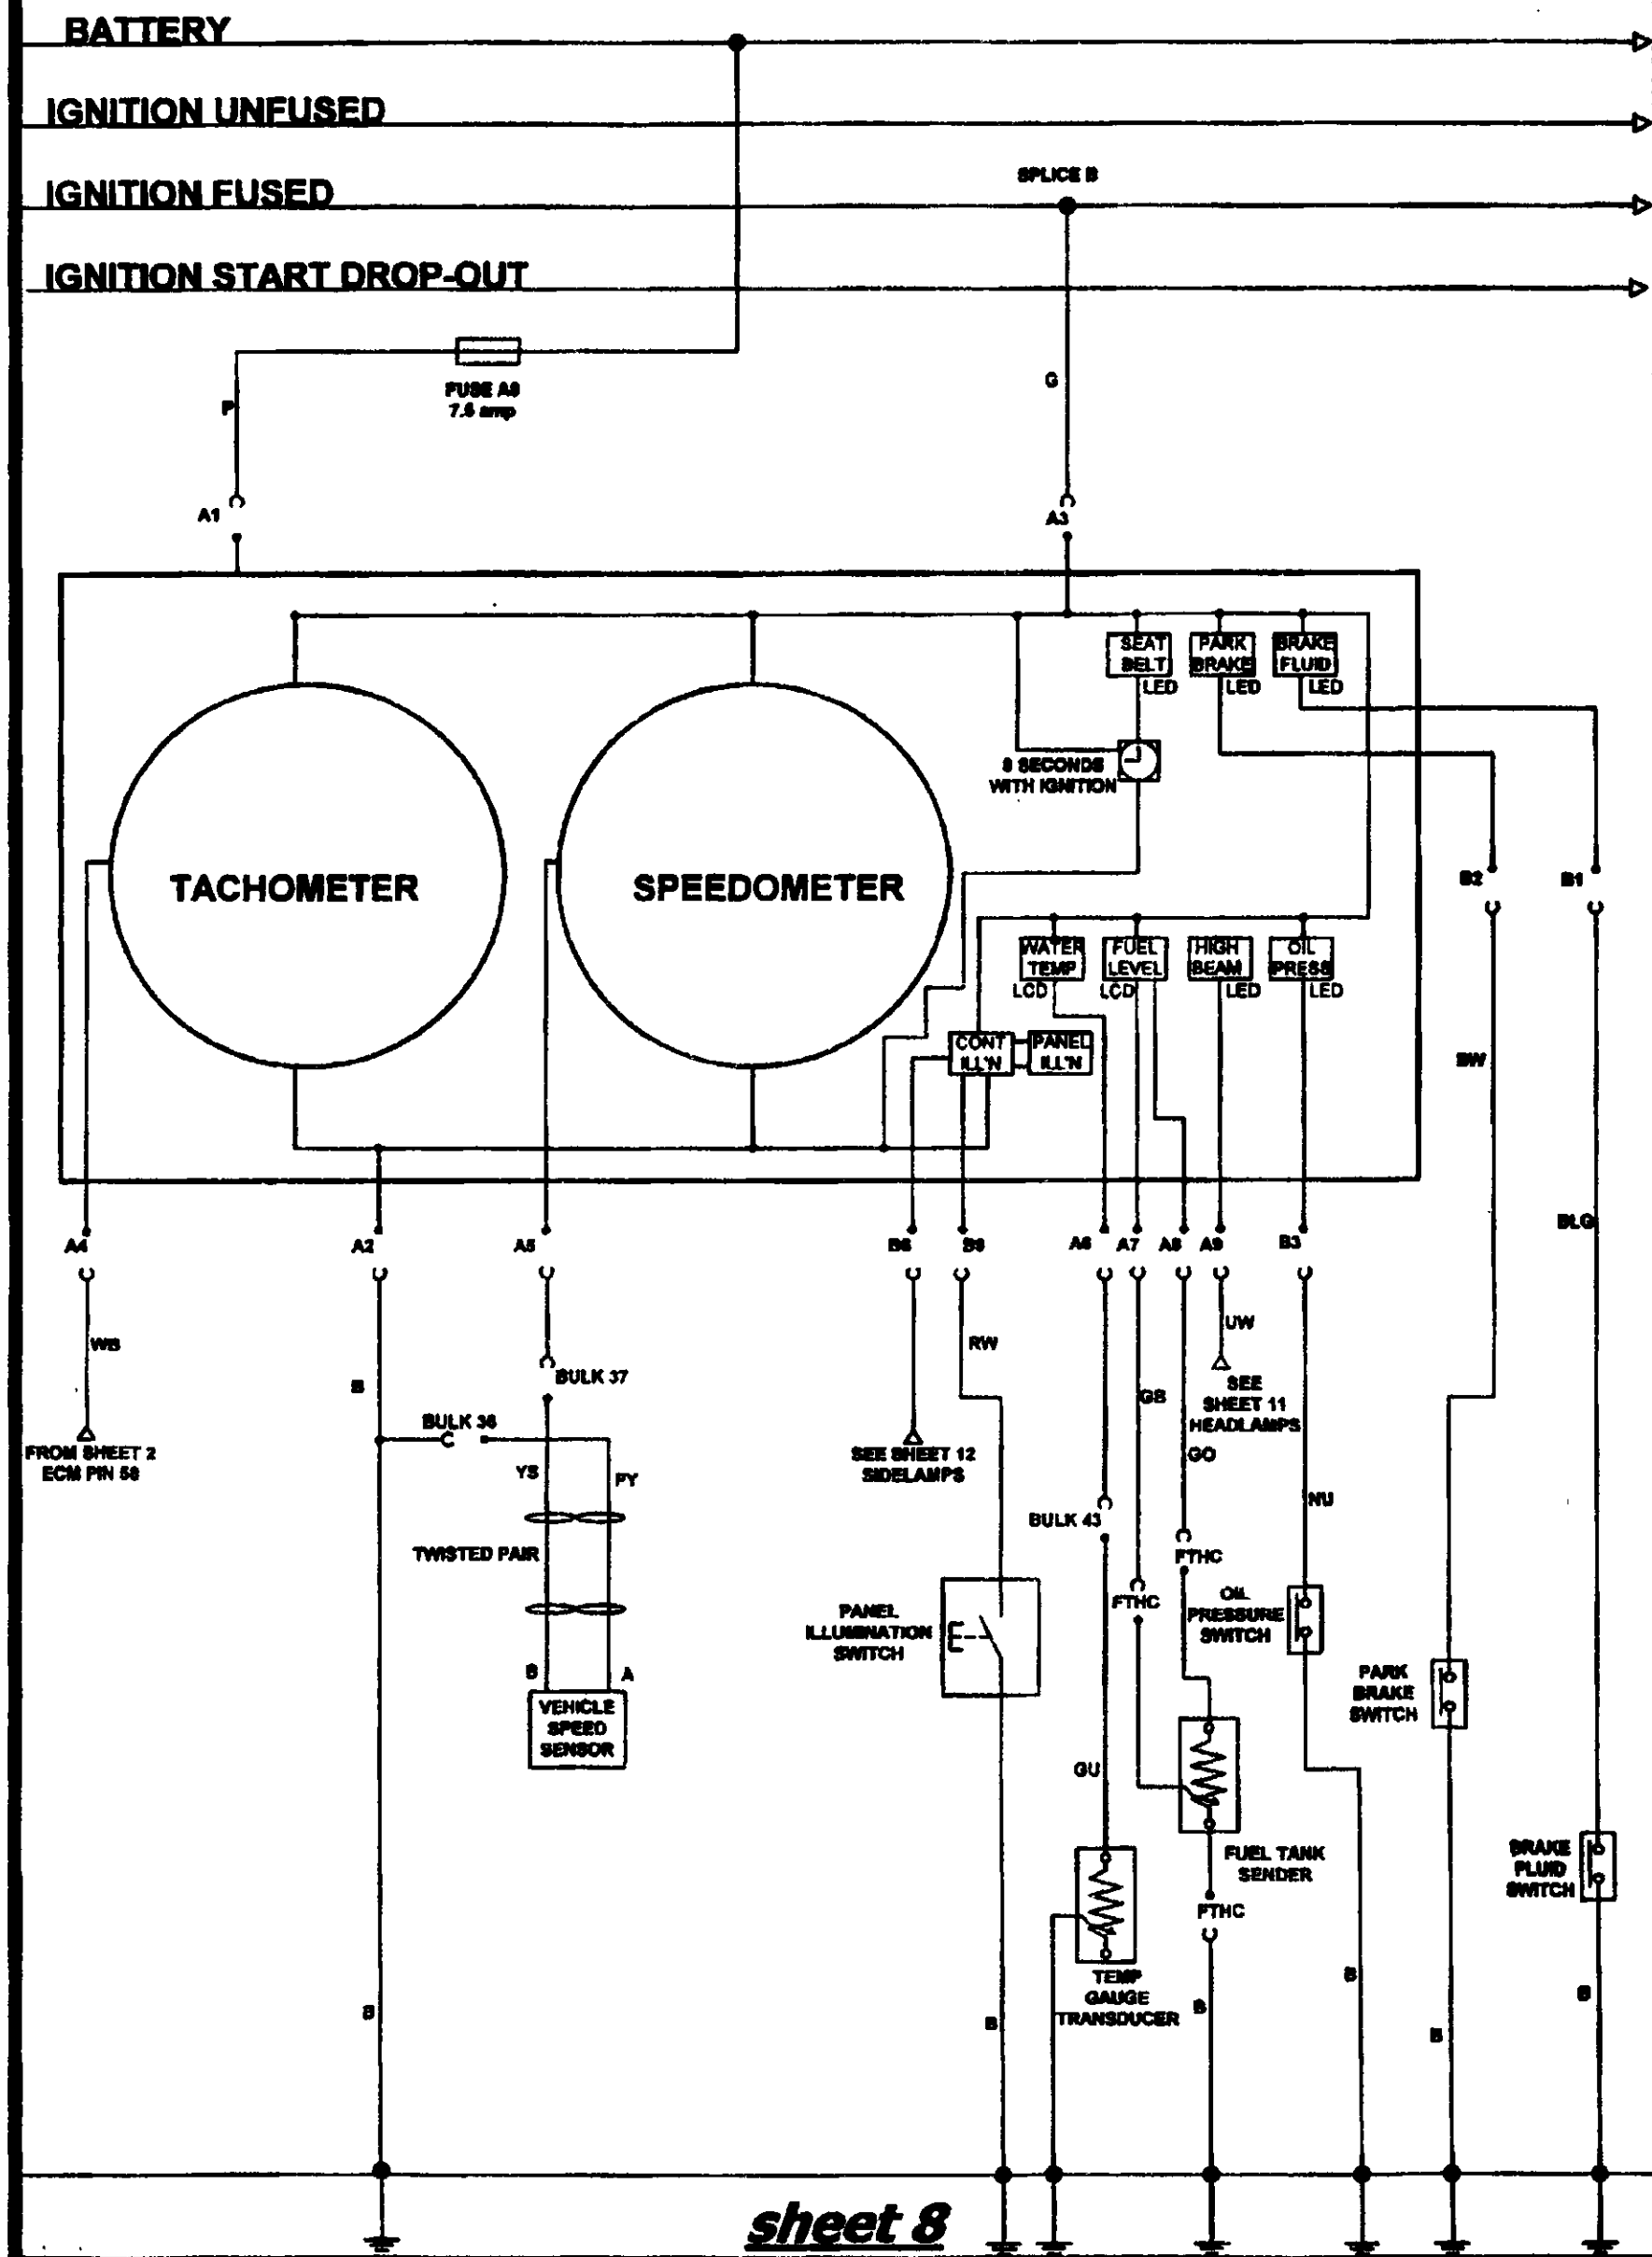 BATTERY
IGNITION UNFUSED
IGNITION FUSED
SPLICE B
IGNITION START DROP-OUT
FUSE A9
7.5 amp
P
G
A1
A3
SEAT
BELT
LED
PARK
BRAKE
LED
BRAKE
FLUID
LED
8 SECONDS
WITH IGNITION
TACHOMETER
SPEEDOMETER
B2
B1
WATER
TEMP
LCD
FUEL
LEVEL
LCD
HIGH
BEAM
LED
OIL
PRESS
LED
CONT
ILL'N
PANEL
ILL'N
BW
BLG
A4
A2
A5
A6
A7
A8
A9
B3
WB
B
BULK 37
RW
UW
SEE
SHEET 11
HEADLAMPS
GB
BULK 36
FROM SHEET 2
ECM PIN 58
YS
PY
SEE SHEET 12
SIDELAMPS
GO
NU
BULK 43
TWISTED PAIR
FTHC
FTHC
OIL
PRESSURE
SWITCH
PANEL
ILLUMINATION
SWITCH
B
A
VEHICLE
SPEED
SENSOR
PARK
BRAKE
SWITCH
GU
FUEL TANK
SENDER
BRAKE
FLUID
SWITCH
FTHC
TEMP
GAUGE
TRANSDUCER
B
B
B
B
B
B
sheet 8